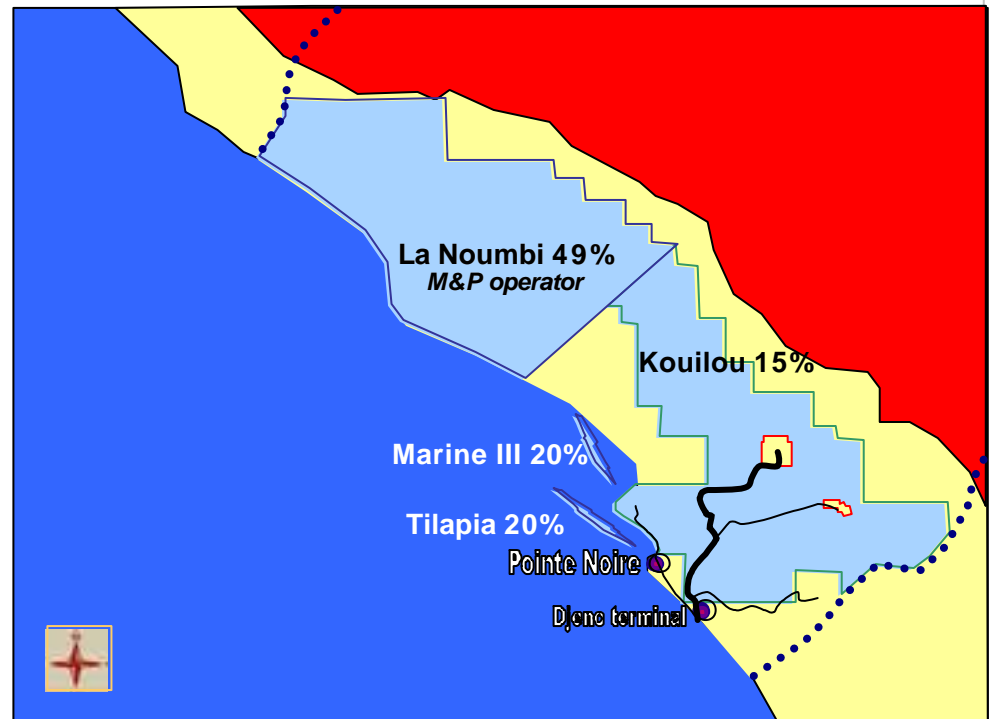 La Noumbi 49%
M&P operator
Kouilou 15%
Marine III 20%
Tilapia 20%
Pointe Noire
Djeno terminal